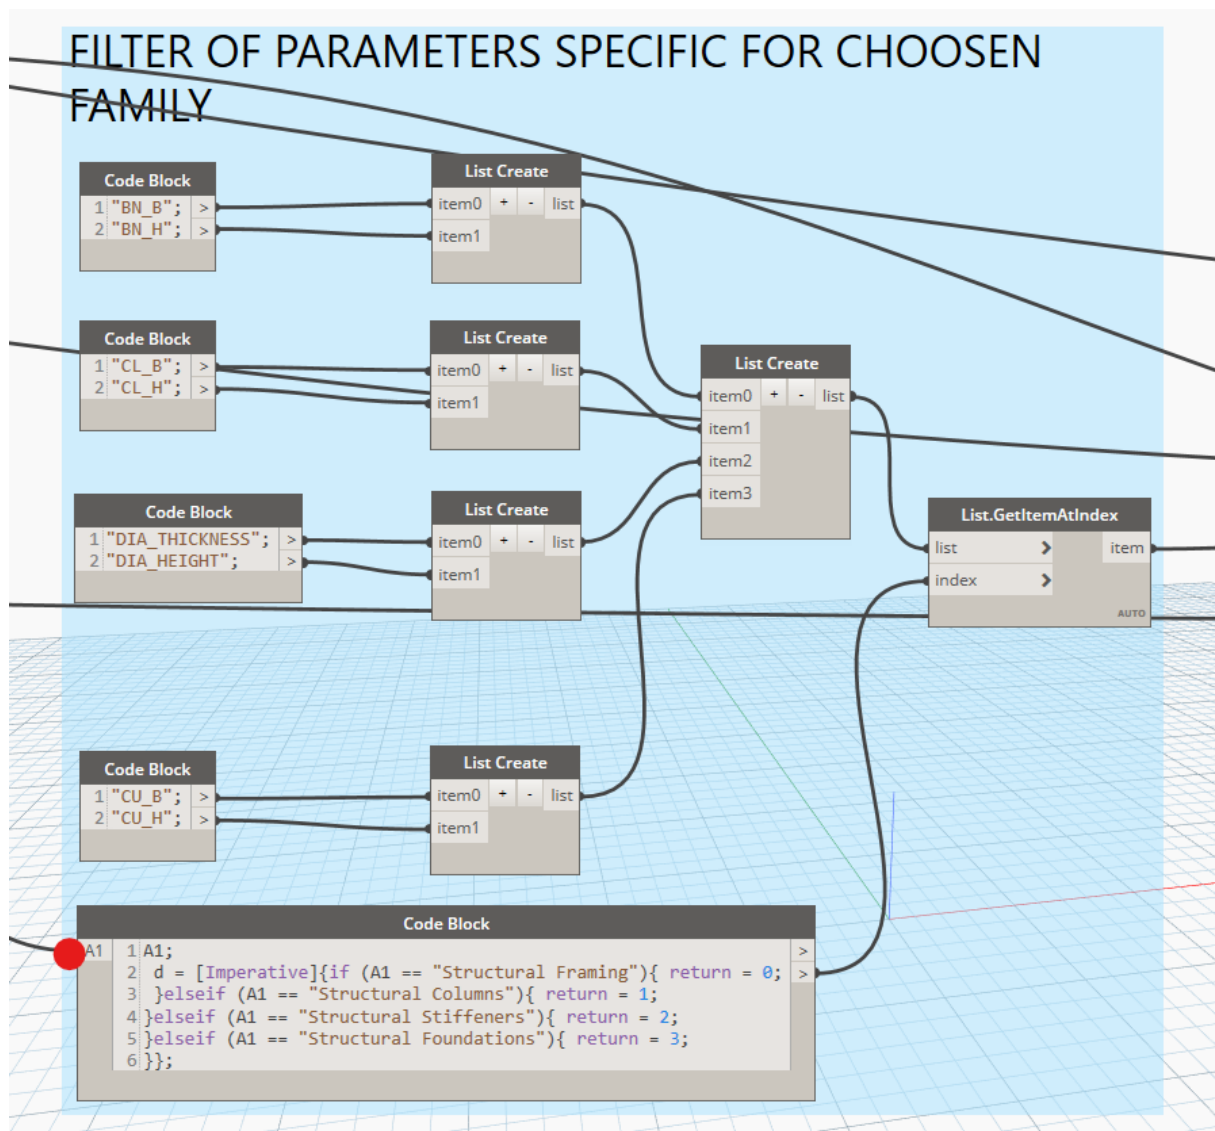 FILTER OF PARAMETERS SPECIFIC FOR CHOOSEN
FAMILY
Code Block
1 "BN_B"; >
2 "BN_H"; >
List Create
item0 + - list
item1
Code Block
1 "CL_B"; >
2 "CL_H"; >
List Create
item0 + - list
item1
List Create
item0 + - list
item1
item2
item3
Code Block
1 "DIA_THICKNESS"; >
2 "DIA_HEIGHT"; >
List Create
item0 + - list
item1
List.GetItemAtIndex
list > item
index >
AUTO
Code Block
1 "CU_B"; >
2 "CU_H"; >
List Create
item0 + - list
item1
Code Block
A1 1 A1; >
2 d = [Imperative]{if (A1 == "Structural Framing"){ return = 0; >
3 }elseif (A1 == "Structural Columns"){ return = 1;
4 }elseif (A1 == "Structural Stiffeners"){ return = 2;
5 }elseif (A1 == "Structural Foundations"){ return = 3;
6 }};